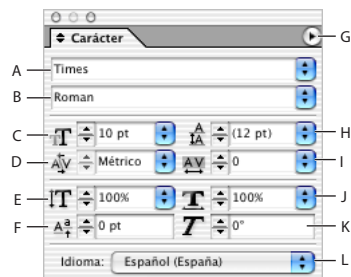 Carácter
G
A Times
B Roman
C 10 pt (12 pt) H
D Métrico 0 I
E 100% 100% J
F 0 pt 0° K
Idioma: Español (España) L